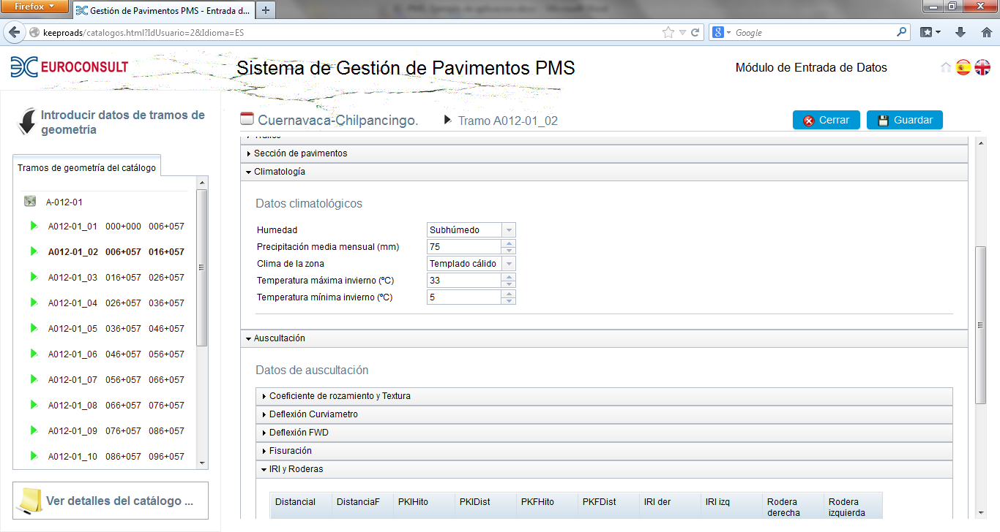 Firefox
Gestión de Pavimentos PMS - Entrada d...
keeproads/catalogos.html?IdUsuario=2&Idioma=ES
Google
EUROCONSULT
Sistema de Gestión de Pavimentos PMS
Módulo de Entrada de Datos
Introducir datos de tramos de
geometría
Cuernavaca-Chilpancingo.
Tramo A012-01_02
Cerrar
Guardar
Tramos de geometría del catálogo
A-012-01
A012-01_01 000+000 006+057
A012-01_02 006+057 016+057
A012-01_03 016+057 026+057
A012-01_04 026+057 036+057
A012-01_05 036+057 046+057
A012-01_06 046+057 056+057
A012-01_07 056+057 066+057
A012-01_08 066+057 076+057
A012-01_09 076+057 086+057
A012-01_10 086+057 096+057
Ver detalles del catálogo ...
Sección de pavimentos
Climatología
Datos climatológicos
Humedad Subhúmedo
Precipitación media mensual (mm) 75
Clima de la zona Templado cálido
Temperatura máxima invierno (ºC) 33
Temperatura mínima invierno (ºC) 5
Auscultación
Datos de auscultación
Coeficiente de rozamiento y Textura
Deflexión Curviametro
Deflexión FWD
Fisuración
IRI y Roderas
DistanciaI DistanciaF PKIHito PKIDist PKFHito PKFDist IRI der IRI izq Rodera derecha Rodera izquierda